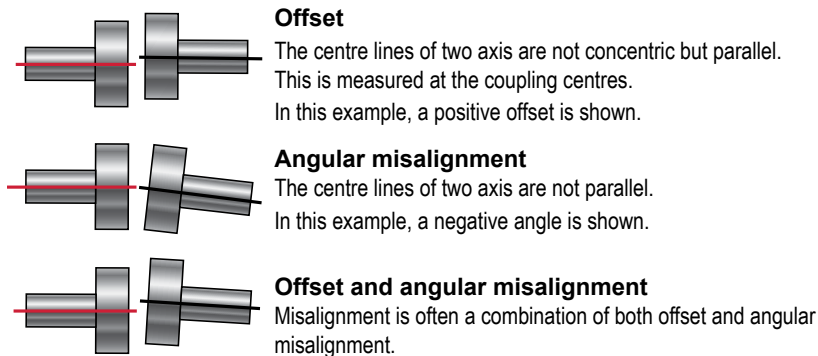 Offset
The centre lines of two axis are not concentric but parallel.
This is measured at the coupling centres.
In this example, a positive offset is shown.
Angular misalignment
The centre lines of two axis are not parallel.
In this example, a negative angle is shown.
Offset and angular misalignment
Misalignment is often a combination of both offset and angular
misalignment.